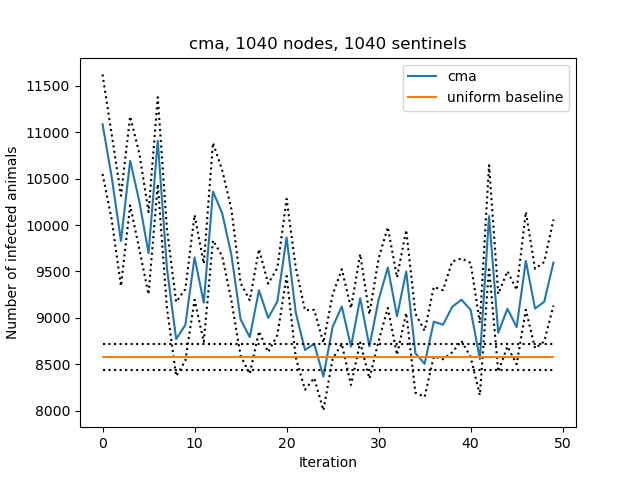 cma, 1040 nodes, 1040 sentinels
cma
uniform baseline
11500
11000
10500
10000
9500
9000
8500
8000
Number of infected animals
0 10 20 30 40 50
Iteration